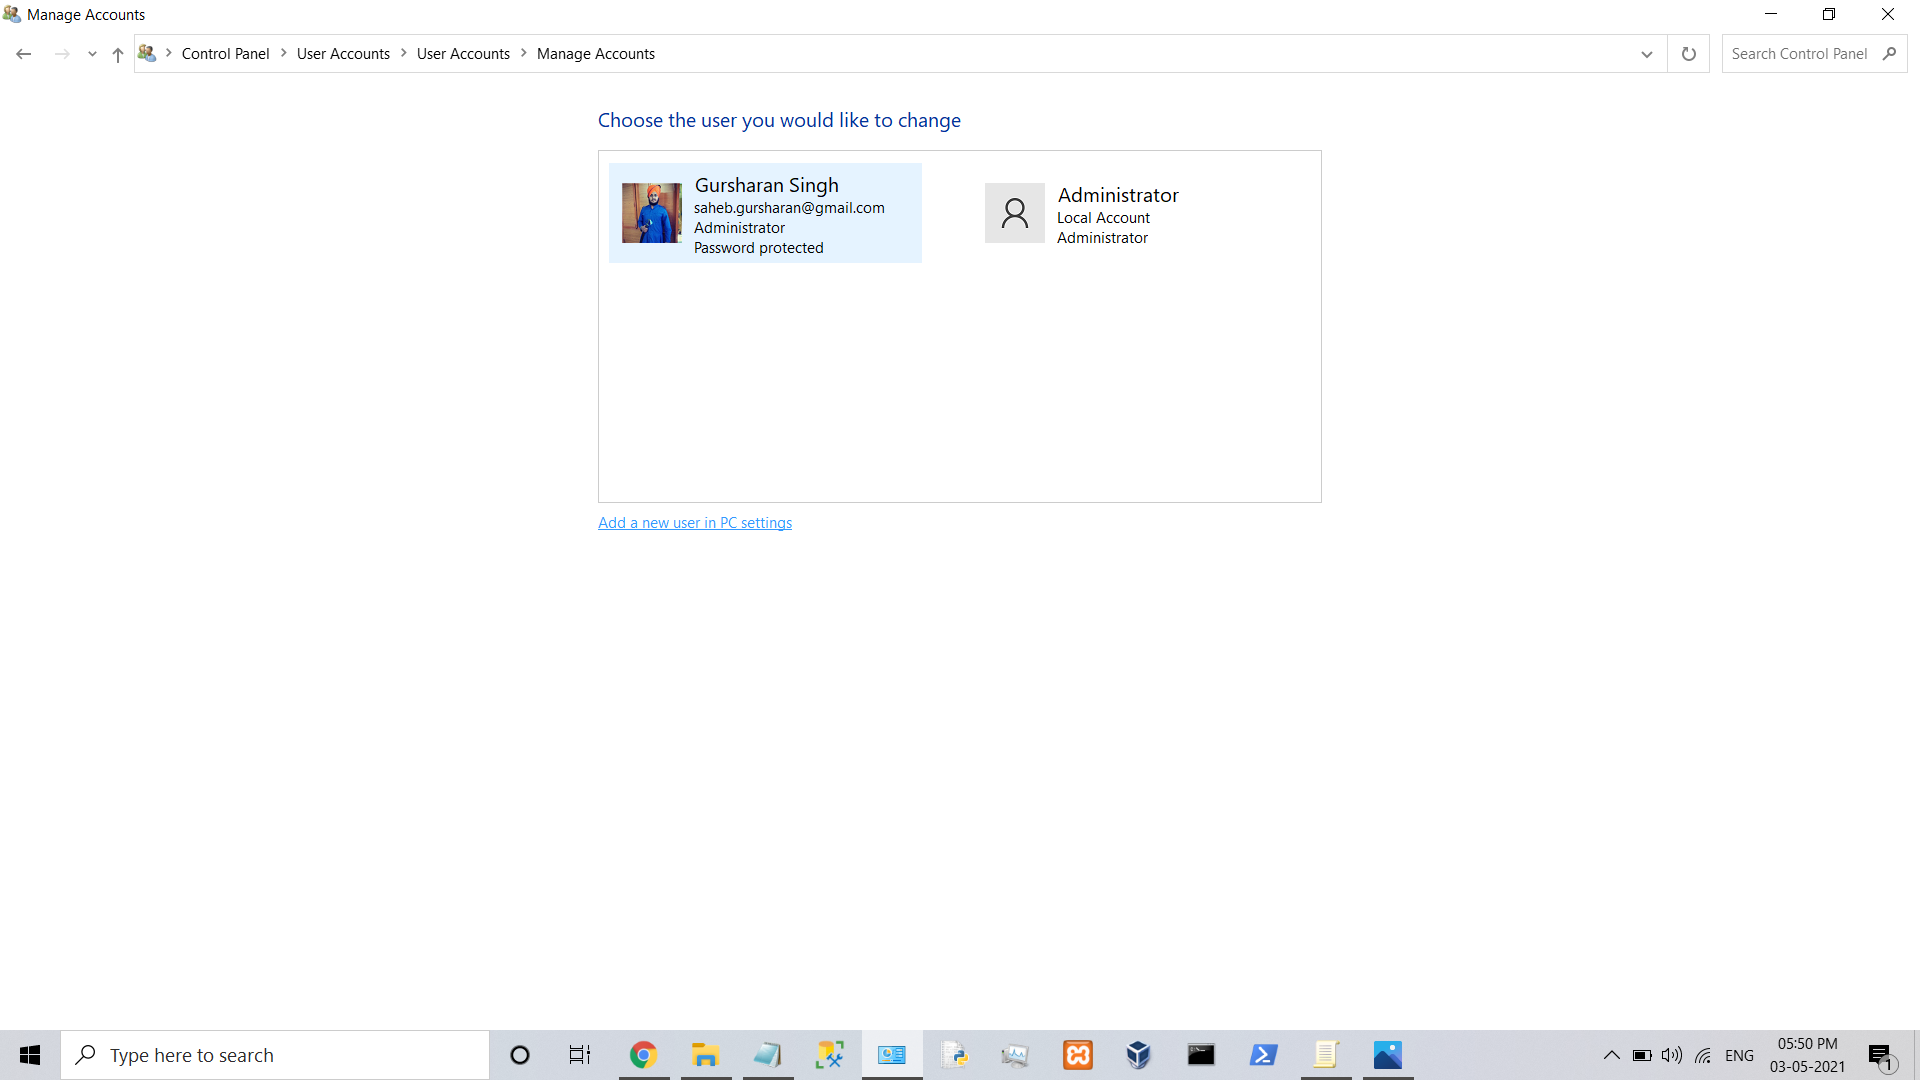 Manage Accounts
Control Panel > User Accounts > User Accounts > Manage Accounts
Search Control Panel
Choose the user you would like to change
Gursharan Singh
saheb.gursharan@gmail.com
Administrator
Password protected
Administrator
Local Account
Administrator
Add a new user in PC settings
Type here to search
ENG
05:50 PM
03-05-2021
1